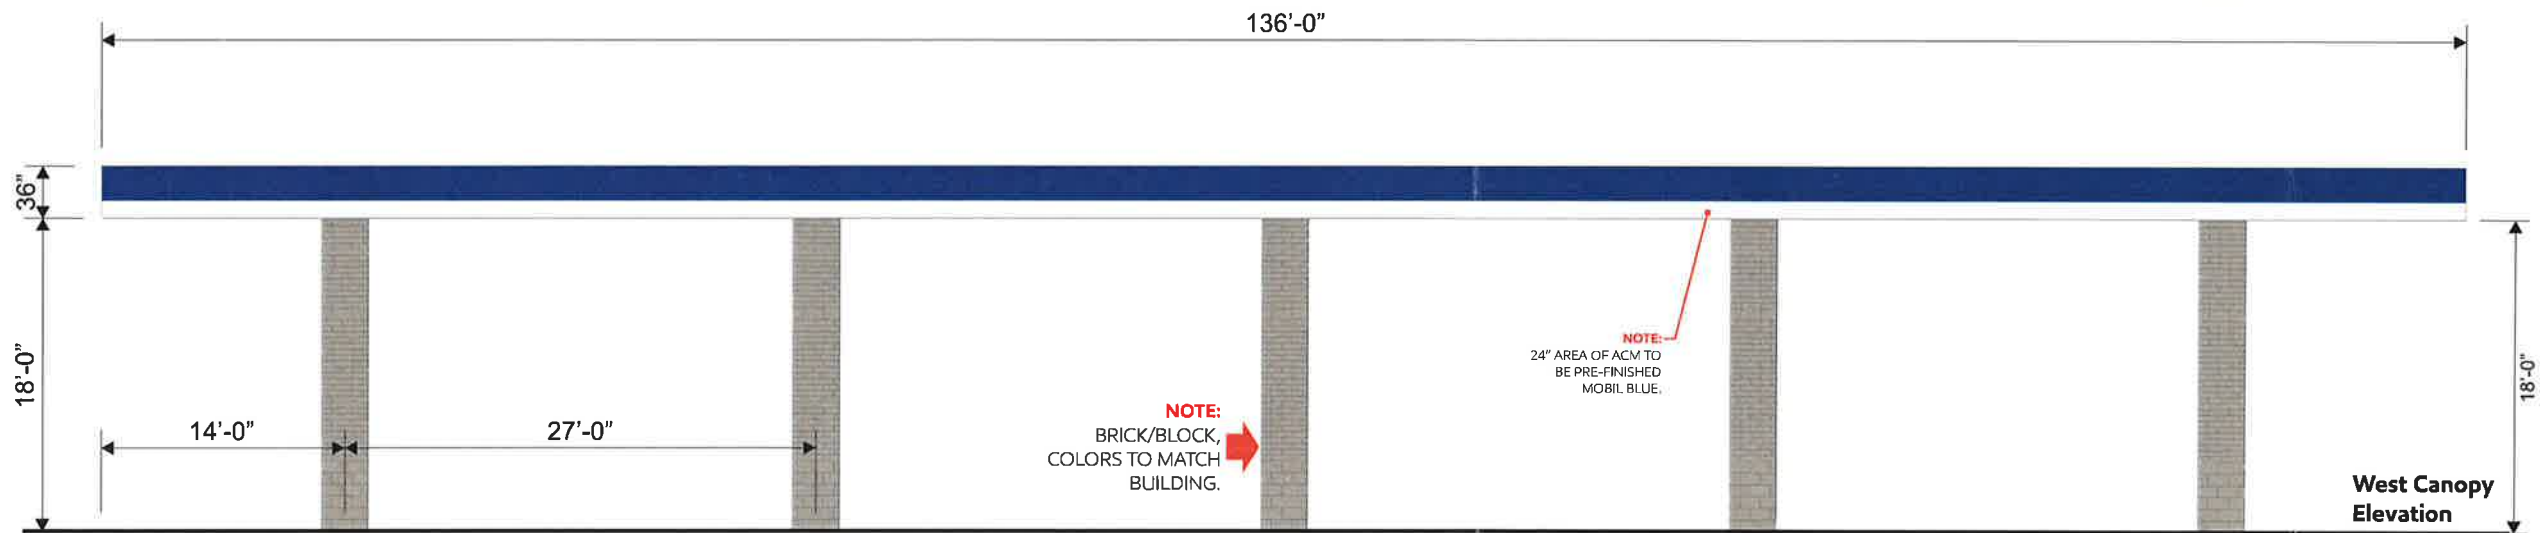 136’-0”
36”
18’-0”
14’-0”
27’-0”
NOTE:
BRICK/BLOCK,
COLORS TO MATCH
BUILDING.
NOTE:
24” AREA OF ACM TO
BE PRE-FINISHED
MOBIL BLUE.
18’-0”
West Canopy
Elevation